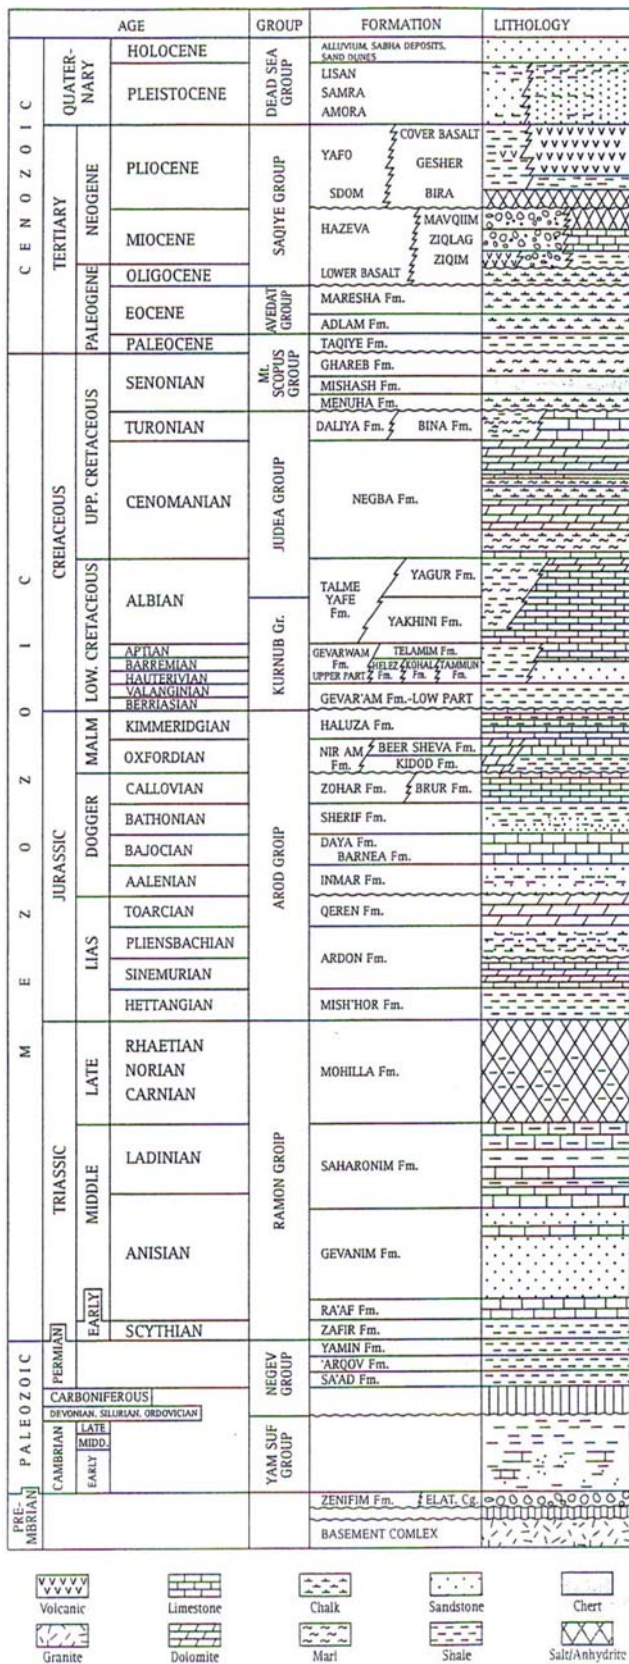 AGE GROUP FORMATION LITHOLOGY
CENOZOIC
QUATER-
NARY
HOLOCENE
PLEISTOCENE
DEAD SEA
GROUP
ALLUVIUM, SABHA DEPOSITS,
SAND DUNES
LISAN
SAMRA
AMORA
TERTIARY
NEOGENE
PLIOCENE
MIOCENE
SAQIYE GROUP
COVER BASALT
YAFO
GESHER
SDOM BIRA
MAVQIIM
HAZEVA
ZIQLAG
ZIQIM
PALEOGENE
OLIGOCENE
LOWER BASALT
EOCENE
AVEDAT
GROUP
MARESHA Fm.
ADLAM Fm.
PALEOCENE
TAQIYE Fm.
MEZOZOIC
CREIACEOUS
UPP. CRETACEOUS
SENONIAN
Mt.
SCOPUS
GROUP
GHAREB Fm.
MISHASH Fm.
MENUHA Fm.
TURONIAN
JUDEA GROUP
DALIYA Fm. BINA Fm.
CENOMANIAN
NEGBA Fm.
LOW. CRETACEOUS
ALBIAN
KURNUB Gr.
TALME
YAFE
Fm.
YAGUR Fm.
YAKHINI Fm.
APTIAN
BARREMIAN
HAUTERIVIAN
VALANGINIAN
BERRIASIAN
GEVARWAM
Fm.
UPPER PART
TELAMIM Fm.
HELEZ
Fm.
KOHAL
Fm.
TAMMUN
Fm.
GEVAR'AM Fm.-LOW PART
JURASSIC
MALM
KIMMERIDGIAN
HALUZA Fm.
OXFORDIAN
NIR AM
Fm.
BEER SHEVA Fm.
KIDOD Fm.
DOGGER
CALLOVIAN
ZOHAR Fm. BRUR Fm.
BATHONIAN
SHERIF Fm.
BAJOCIAN
DAYA Fm.
BARNEA Fm.
AALENIAN
INMAR Fm.
AROD GROIP
LIAS
TOARCIAN
QEREN Fm.
PLIENSBACHIAN
SINEMURIAN
ARDON Fm.
HETTANGIAN
MISH'HOR Fm.
TRIASSIC
LATE
RHAETIAN
NORIAN
CARNIAN
MOHILLA Fm.
RAMON GROIP
MIDDLE
LADINIAN
SAHARONIM Fm.
ANISIAN
GEVANIM Fm.
RA'AF Fm.
EARLY
SCYTHIAN
ZAFIR Fm.
PALEOZOIC
PERMIAN
NEGEV
GROUP
YAMIN Fm.
'ARQOV Fm.
SA'AD Fm.
CARBONIFEROUS
DEVONIAN, SILURIAN, ORDOVICIAN
CAMBRIAN
LATE
MIDD.
EARLY
YAM SUF
GROUP
PRE-
MBRIAN
ZENIFIM Fm. ELAT. Cg.
BASEMENT COMLEX
Volcanic Limestone Chalk Sandstone Chert
Granite Dolomite Marl Shale Salt/Anhydrite